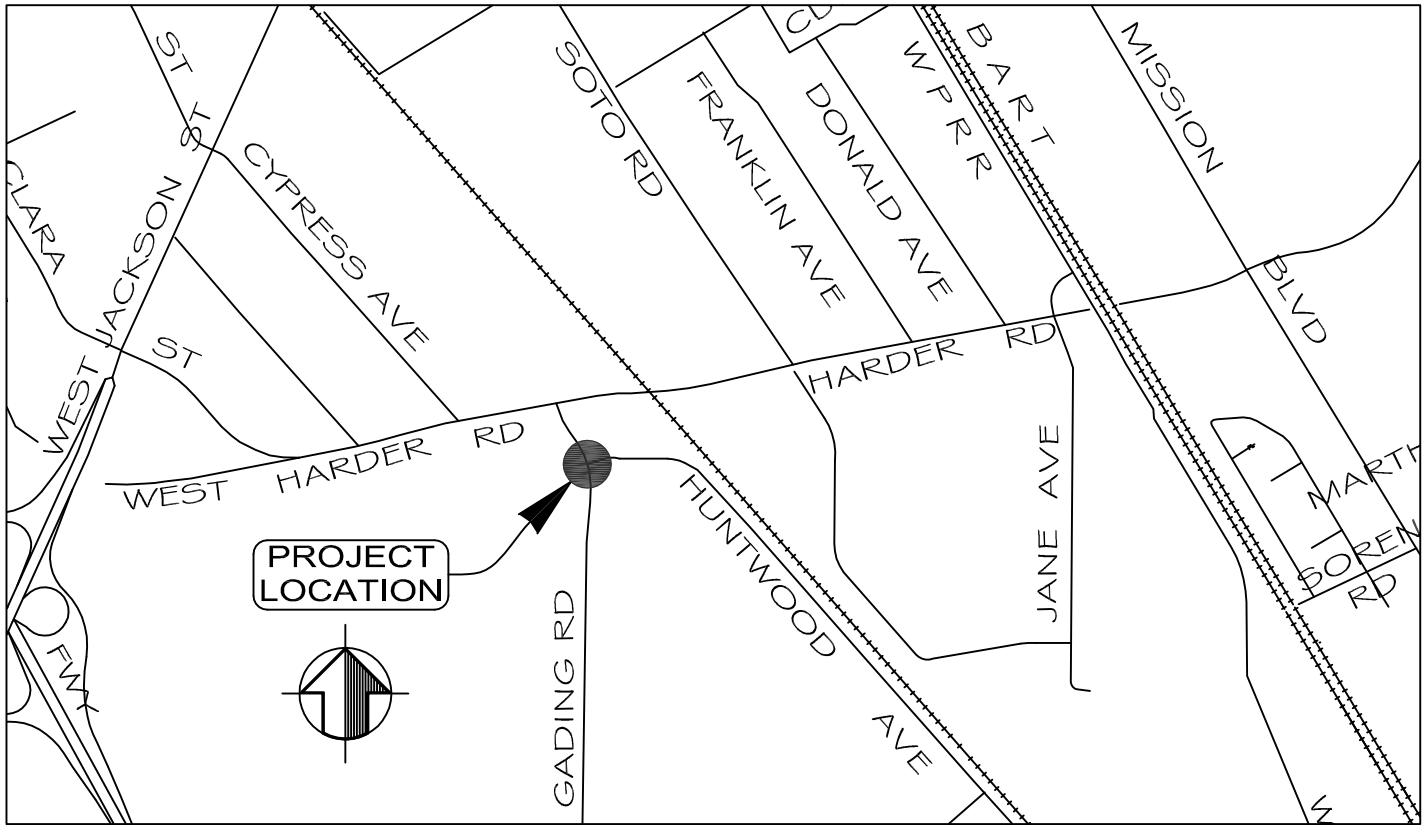 ST
WEST JACKSON ST
CLARA
ST
CYPRESS AVE
SOTO RD
FRANKLIN AVE
DONALD AVE
W P R R
B A R T
MISSION
BLVD
HARDER RD
WEST HARDER RD
PROJECT
LOCATION
GADING RD
HUNTWOOD
AVE
JANE AVE
MARTH
SOREN
RD
FWY